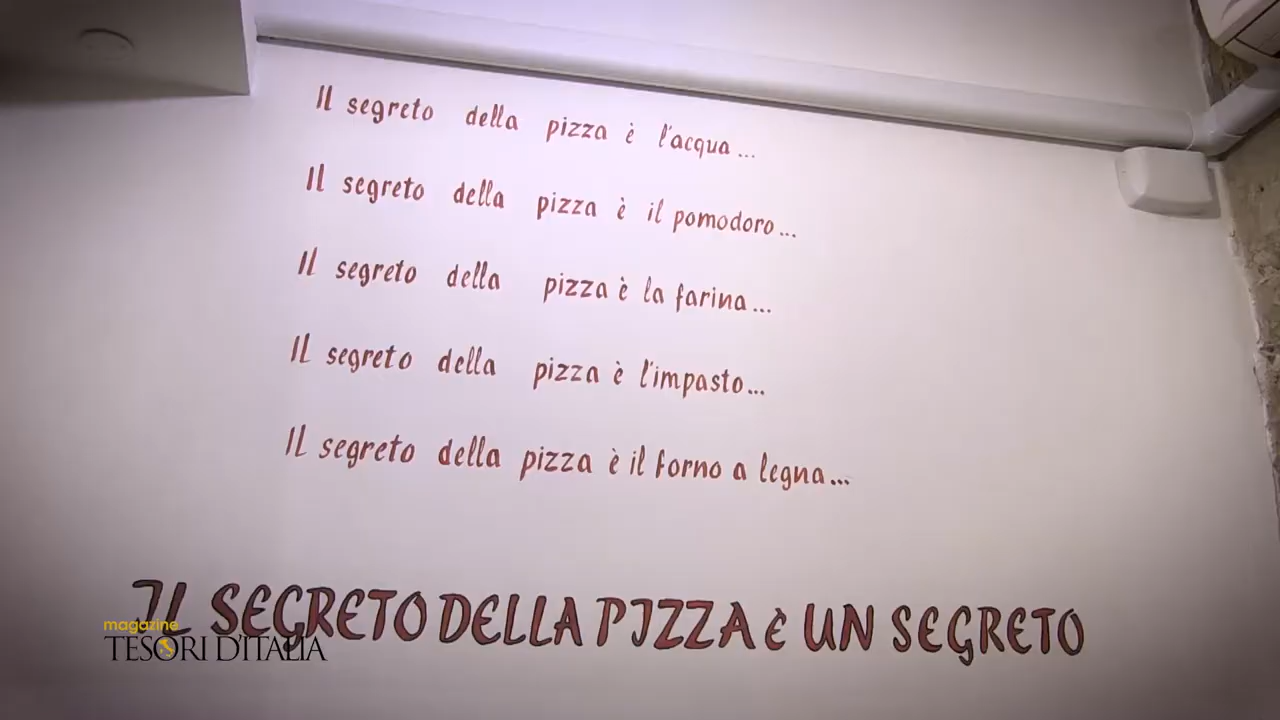 Il segreto della pizza è l'acqua...
Il segreto della pizza è il pomodoro...
Il segreto della pizza è la farina...
Il segreto della pizza è l'impasto...
Il segreto della pizza è il forno a legna...
IL SEGRETO DELLA PIZZA È UN SEGRETO
magazine
TESORI D'ITALIA